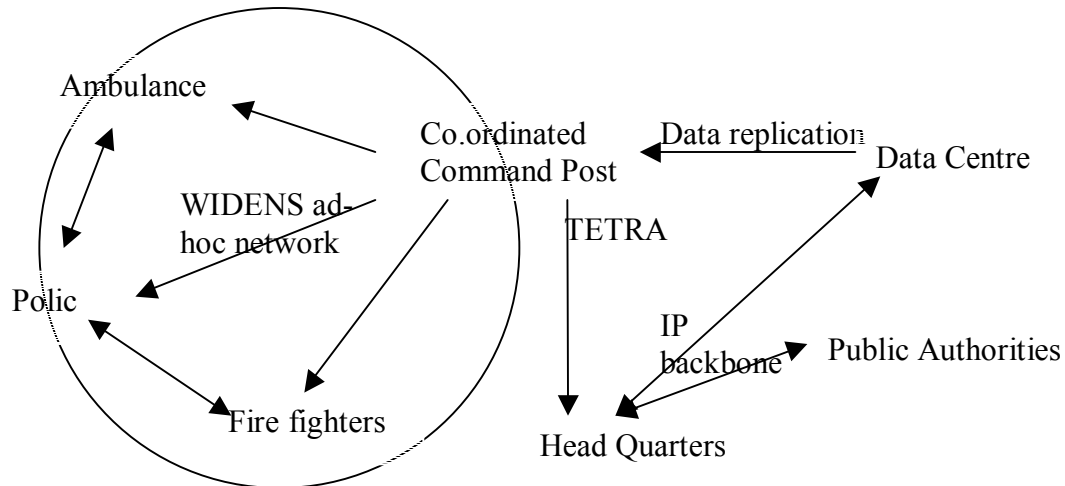 Ambulance
Co.ordinated
Command Post
Data replication
Data Centre
WIDENS ad-
hoc network
TETRA
Polic
IP
backbone
Public Authorities
Fire fighters
Head Quarters